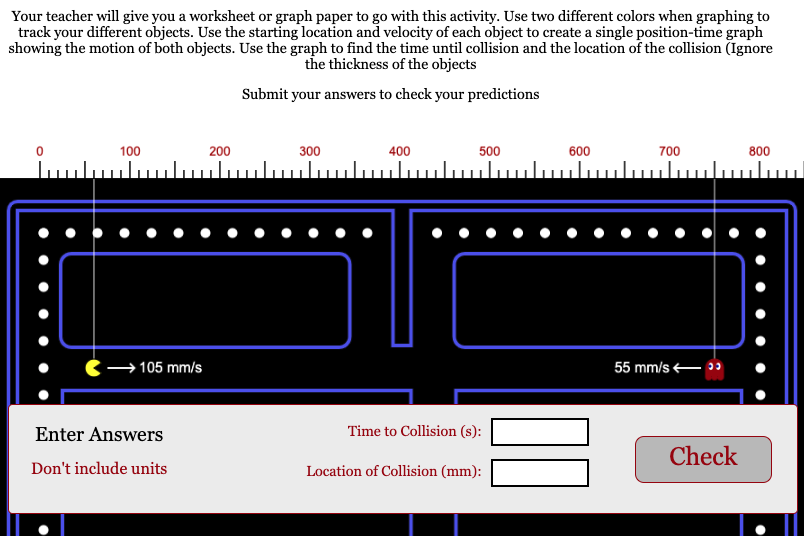 Your teacher will give you a worksheet or graph paper to go with this activity. Use two different colors when graphing to
track your different objects. Use the starting location and velocity of each object to create a single position-time graph
showing the motion of both objects. Use the graph to find the time until collision and the location of the collision (Ignore
the thickness of the objects
Submit your answers to check your predictions
0 100 200 300 400 500 600 700 800
105 mm/s 55 mm/s
Enter Answers
Time to Collision (s):
Don't include units
Location of Collision (mm):
Check